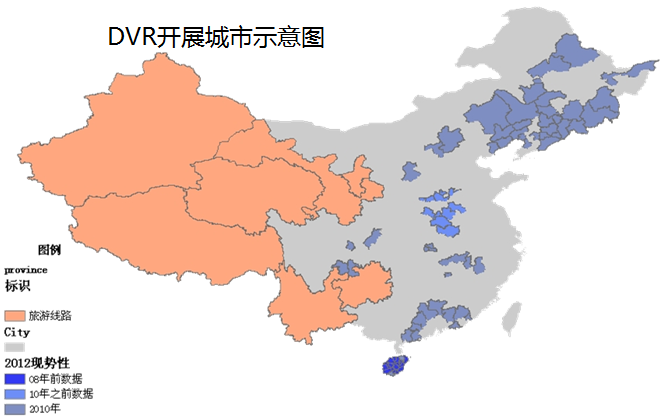 DVR开展城市示意图
图例
province
标识
旅游线路
City
2012现势性
08年前数据
10年之前数据
2010年